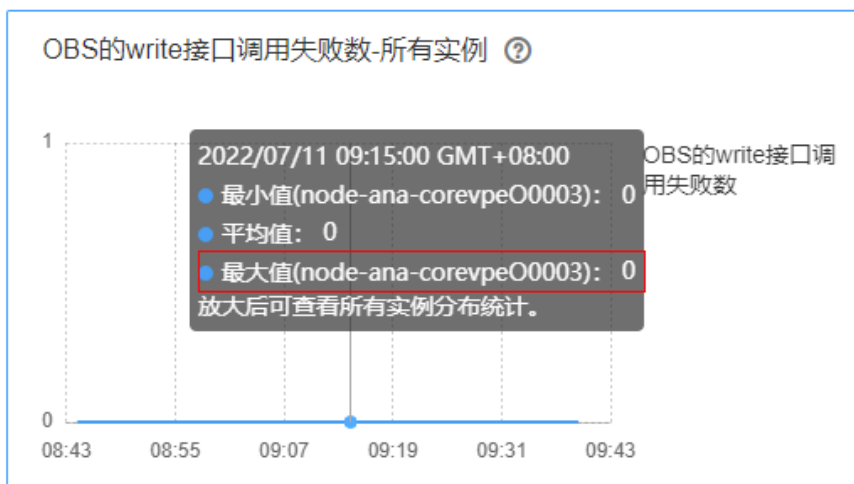 OBS的write接口调用失败数-所有实例 ?
1
2022/07/11 09:15:00 GMT+08:00
最小值(node-ana-corevpeO0003)： 0
平均值： 0
最大值(node-ana-corevpeO0003)： 0
放大后可查看所有实例分布统计。
OBS的write接口调
用失败数
0
08:43 08:55 09:07 09:19 09:31 09:43